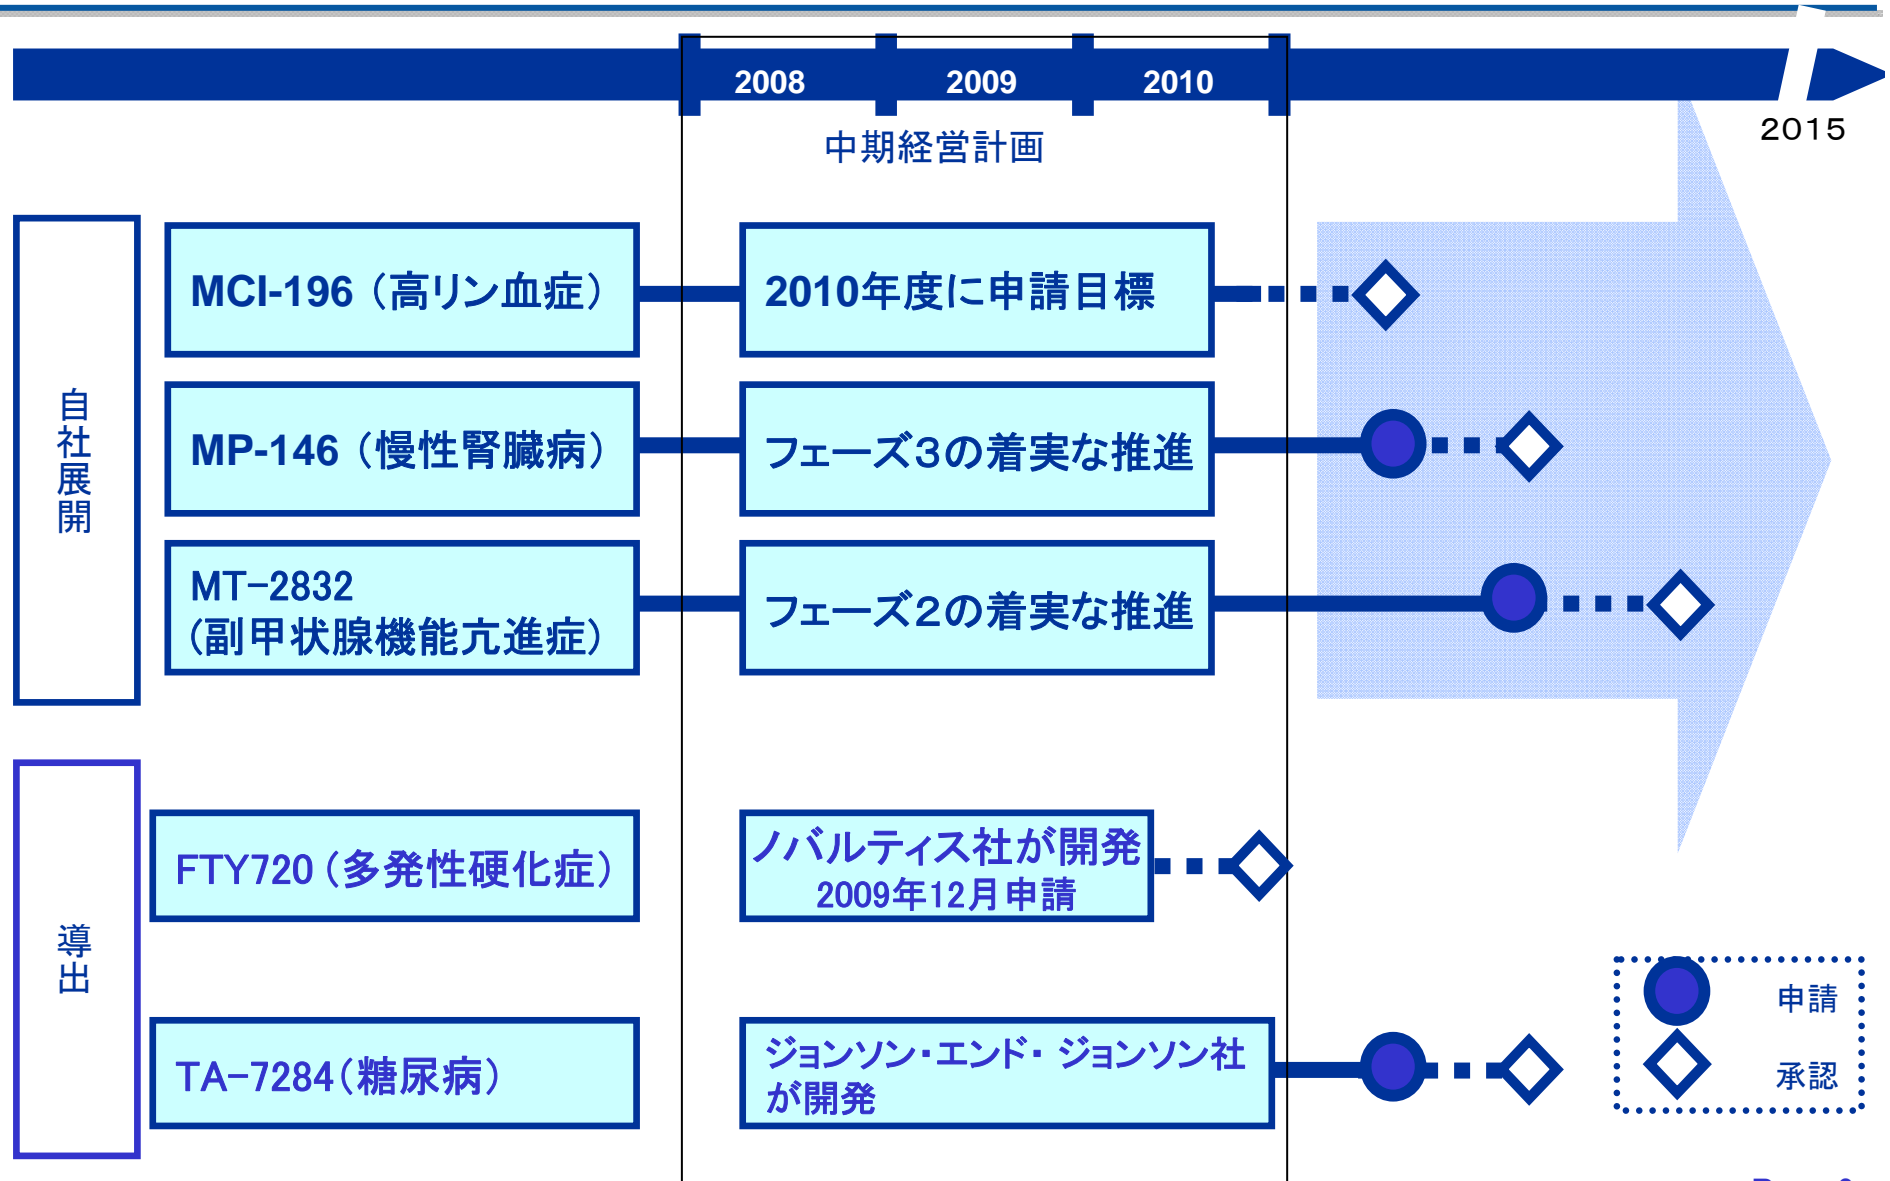 2008 2009 2010
2015
中期経営計画
自社展開
MCI-196（高リン血症）
2010年度に申請目標
MP-146（慢性腎臓病）
フェーズ3の着実な推進
MT-2832
(副甲状腺機能亢進症)
フェーズ2の着実な推進
導出
FTY720（多発性硬化症）
ノバルティス社が開発
2009年12月申請
TA-7284（糖尿病）
ジョンソン・エンド・ジョンソン社
が開発
申請
承認